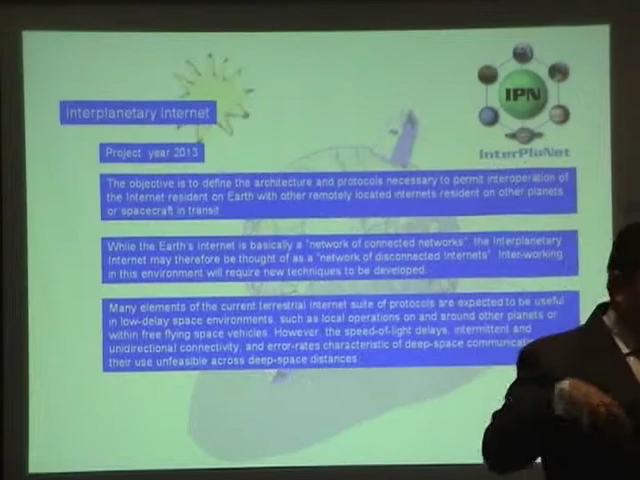 Interplanetary Internet
IPN
InterPlaNet
Project year 2013
The objective is to define the architecture and protocols necessary to permit interoperation of
the Internet resident on Earth with other remotely located internets resident on other planets
or spacecraft in transit
While the Earth's Internet is basically a "network of connected networks" the Interplanetary
Internet may therefore be thought of as a "network of disconnected Internets" Inter-working
in this environment will require new techniques to be developed.
Many elements of the current terrestrial Internet suite of protocols are expected to be useful
in low-delay space environments, such as local operations on and around other planets or
within free flying space vehicles. However, the speed-of-light delays, intermittent and
unidirectional connectivity, and error-rates characteristic of deep-space
their use unfeasible across deep-space distances